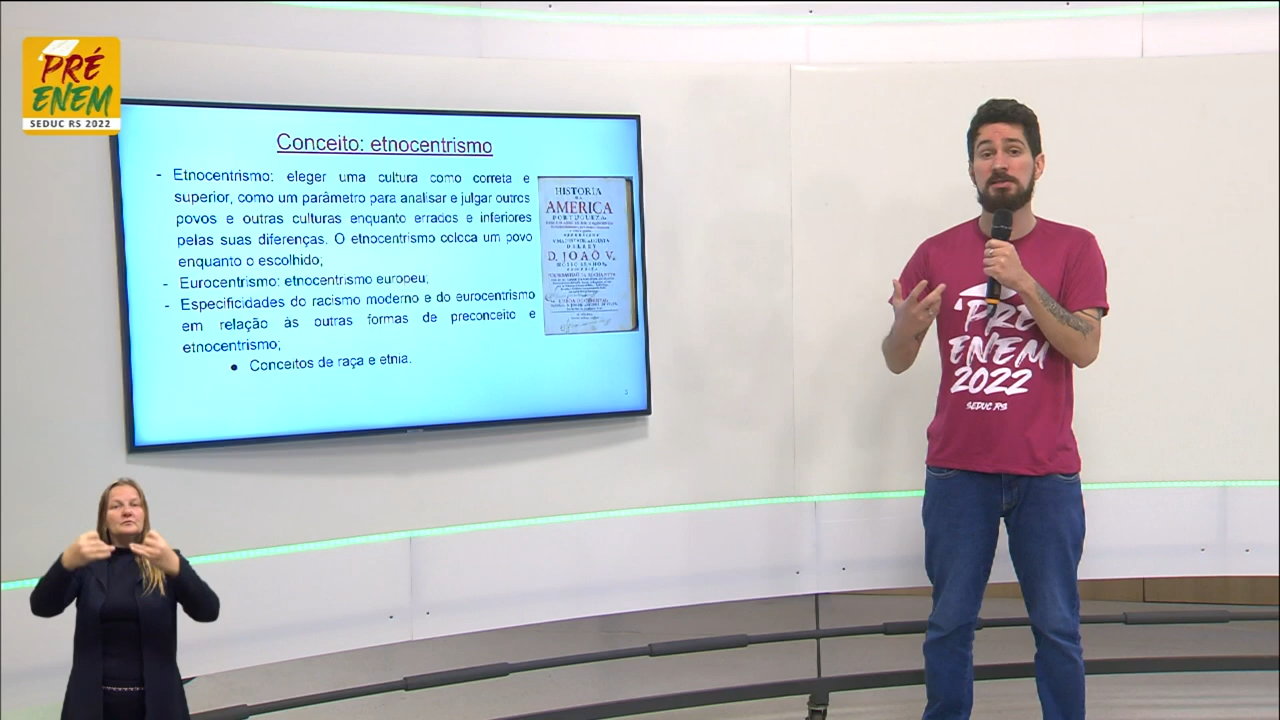 PRÉ
ENEM
SEDUC RS 2022
Conceito: etnocentrismo
- Etnocentrismo: eleger uma cultura como correta e
superior, como um parâmetro para analisar e julgar outros
povos e outras culturas enquanto errados e inferiores
pelas suas diferenças. O etnocentrismo coloca um povo
enquanto o escolhido;
- Eurocentrismo: etnocentrismo europeu;
- Especificidades do racismo moderno e do eurocentrismo
em relação às outras formas de preconceito e
etnocentrismo;
● Conceitos de raça e etnia.
3
HISTORIA
DA
AMERICA
PORTUGUEZA,
D. JOAÕ V.
PRÉ
ENEM
2022
SEDUC RS